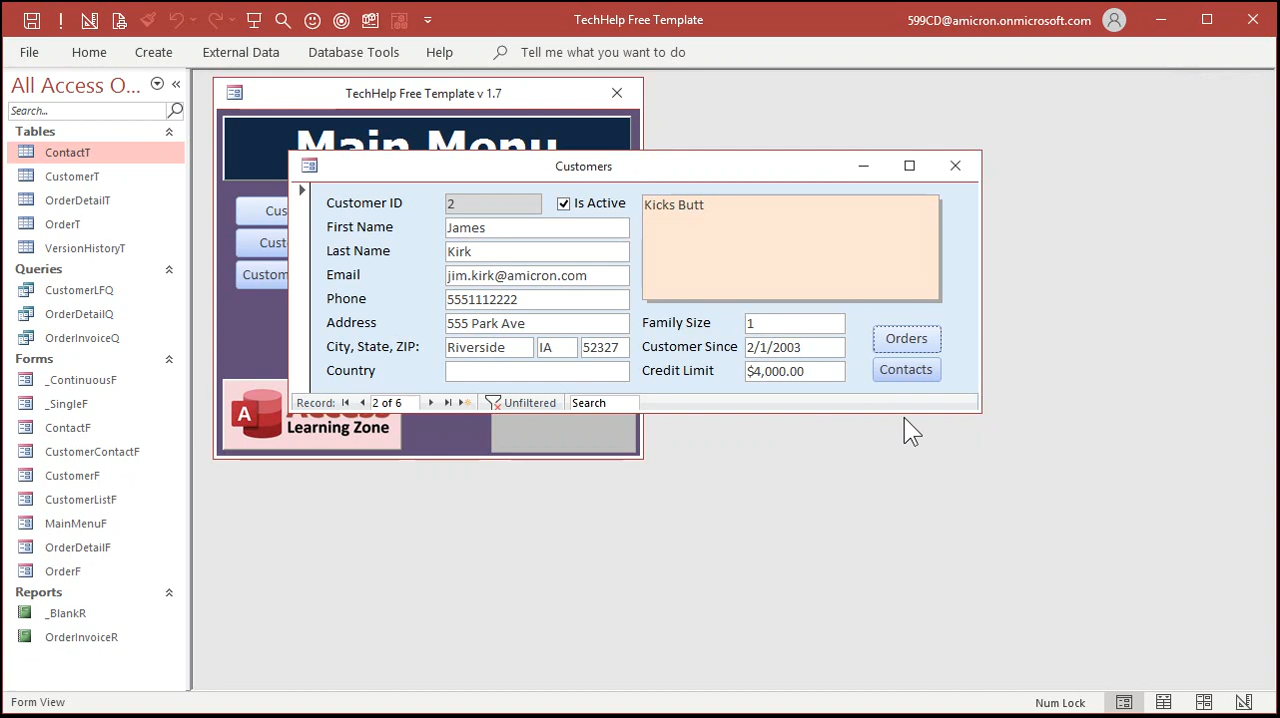 TechHelp Free Template
599CD@amicron.onmicrosoft.com
File Home Create External Data Database Tools Help Tell me what you want to do
All Access O...
Search...
Tables
ContactT
CustomerT
OrderDetailT
OrderT
VersionHistoryT
Queries
CustomerLFQ
OrderDetailQ
OrderInvoiceQ
Forms
_ContinuousF
_SingleF
ContactF
CustomerContactF
CustomerF
CustomerListF
MainMenuF
OrderDetailF
OrderF
Reports
_BlankR
OrderInvoiceR
TechHelp Free Template v 1.7
Main Menu
Cus
Custo
Custom
A
Learning Zone
Customers
Customer ID 2 Is Active
First Name James
Last Name Kirk
Email jim.kirk@amicron.com
Phone 5551112222
Address 555 Park Ave
City, State, ZIP: Riverside IA 52327
Country
Kicks Butt
Family Size 1
Customer Since 2/1/2003
Credit Limit $4,000.00
Orders
Contacts
Record: 2 of 6 Unfiltered Search
Form View
Num Lock